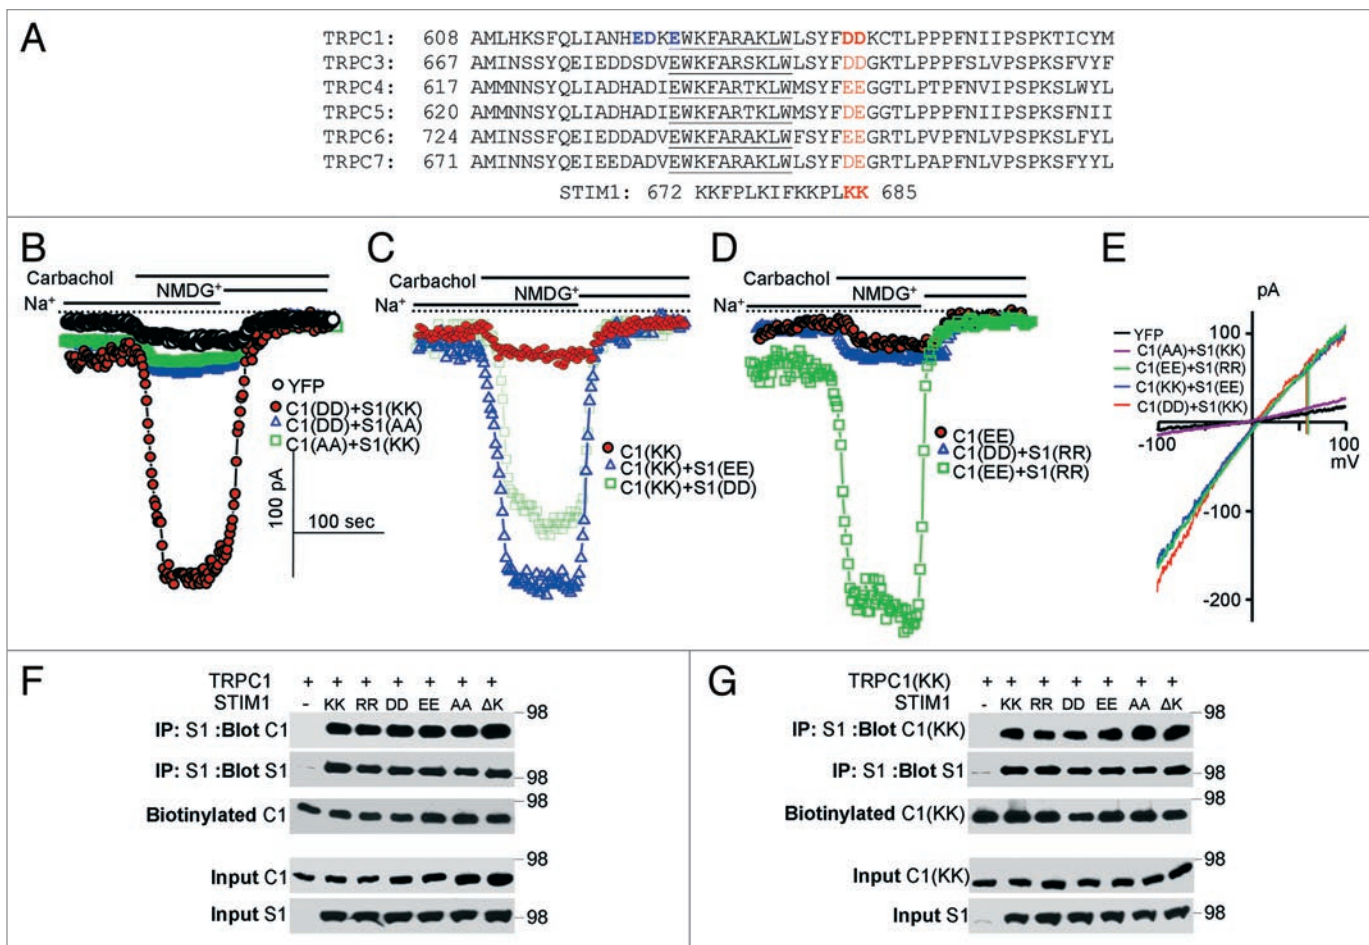 A
TRPC1: 608 AMLHKSFQLIANHEDKEWKFARAKLWLSYFDDKCTLPPPFNIIPSPKTICYM
TRPC3: 667 AMINSSYQEIEDDSDVEWKFARSKLWLSYFDDGKTLPPPFSLVPSPKSFVYF
TRPC4: 617 AMMNNSYQLIADHADIEWKFARTKLWMSYFEEGGTLPTPFNVIPSPKSLWYL
TRPC5: 620 AMMNNSYQLIADHADIEWKFARTKLWMSYFDEGGTLPPPFNIIPSPKSFNII
TRPC6: 724 AMINSSFQEIEDDADVEWKFARAKLWFSYFEEGRTLPVPFNLVPSPKSLFYL
TRPC7: 671 AMINNSYQEIEEDADVEWKFARAKLWLSYFDEGRTLPAPFNLVPSPKSFYYL
STIM1: 672 KKFPLKIFKKPLKK 685
B
Carbachol
NMDG⁺
Na⁺
YFP
C1(DD)+S1(KK)
C1(DD)+S1(AA)
C1(AA)+S1(KK)
100 pA
100 sec
C
Carbachol
NMDG⁺
Na⁺
C1(KK)
C1(KK)+S1(EE)
C1(KK)+S1(DD)
D
Carbachol
NMDG⁺
Na⁺
C1(EE)
C1(DD)+S1(RR)
C1(EE)+S1(RR)
E
pA
YFP
C1(AA)+S1(KK)
C1(EE)+S1(RR)
C1(KK)+S1(EE)
C1(DD)+S1(KK)
100
-100
100
mV
-100
-200
F
TRPC1 + + + + + + +
STIM1 - KK RR DD EE AA ΔK
98
IP: S1 :Blot C1
IP: S1 :Blot S1
98
98
Biotinylated C1
98
Input C1
Input S1
98
G
TRPC1(KK) + + + + + + +
STIM1 - KK RR DD EE AA ΔK
98
IP: S1 :Blot C1(KK)
IP: S1 :Blot S1
98
98
Biotinylated C1(KK)
98
Input C1(KK)
Input S1
98